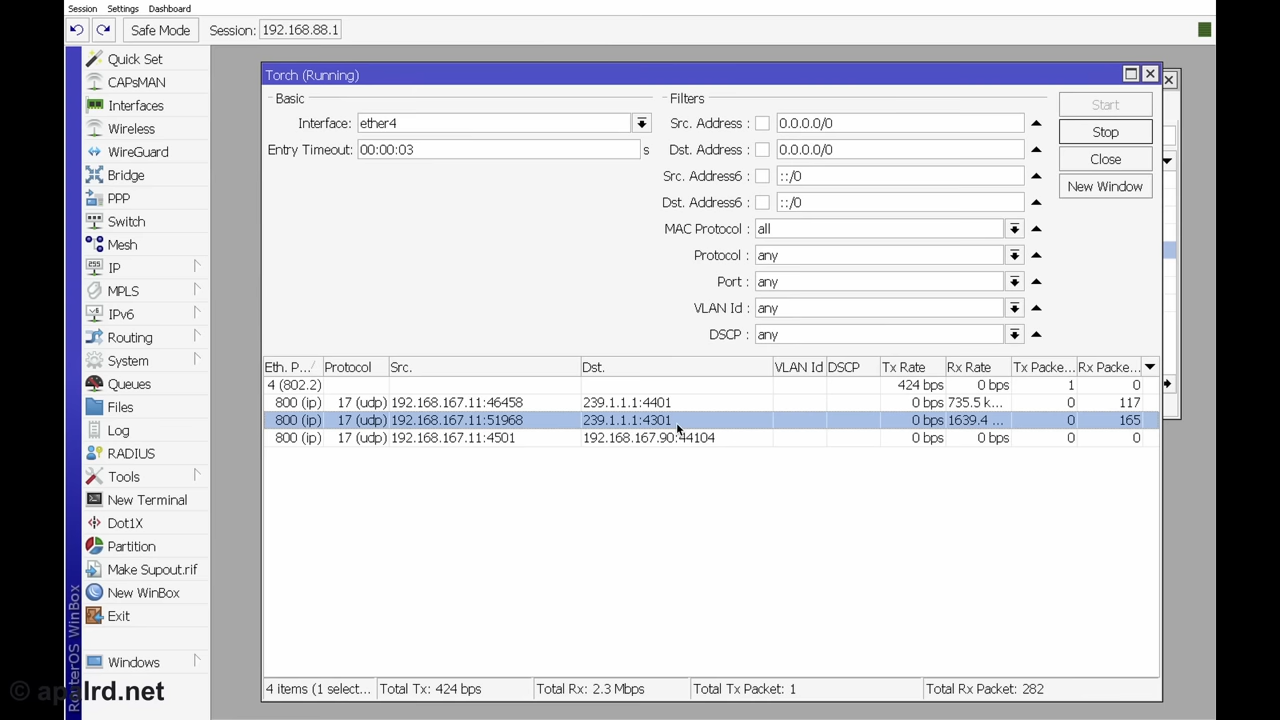 Session Settings Dashboard
Safe Mode Session: 192.168.88.1
Quick Set
CAPsMAN
Interfaces
Wireless
WireGuard
Bridge
PPP
Switch
Mesh
IP
MPLS
IPv6
Routing
System
Queues
Files
Log
RADIUS
Tools
New Terminal
Dot1X
Partition
Make Supout.rif
New WinBox
Exit
Windows
RouterOS WinBox
Torch (Running)
Basic
Interface: ether4
Entry Timeout: 00:00:03 s
Filters
Src. Address : 0.0.0.0/0
Dst. Address : 0.0.0.0/0
Src. Address6 : ::/0
Dst. Address6 : ::/0
MAC Protocol : all
Protocol : any
Port : any
VLAN Id : any
DSCP : any
Start
Stop
Close
New Window
Eth. P... Protocol Src. Dst. VLAN Id DSCP Tx Rate Rx Rate Tx Packe... Rx Packe...
4 (802.2) 424 bps 0 bps 1 0
800 (ip) 17 (udp) 192.168.167.11:46458 239.1.1.1:4401 0 bps 735.5 k... 0 117
800 (ip) 17 (udp) 192.168.167.11:51968 239.1.1.1:4301 0 bps 1639.4 ... 0 165
800 (ip) 17 (udp) 192.168.167.11:4501 192.168.167.90:44104 0 bps 0 bps 0 0
4 items (1 select... Total Tx: 424 bps Total Rx: 2.3 Mbps Total Tx Packet: 1 Total Rx Packet: 282
© apalrd.net